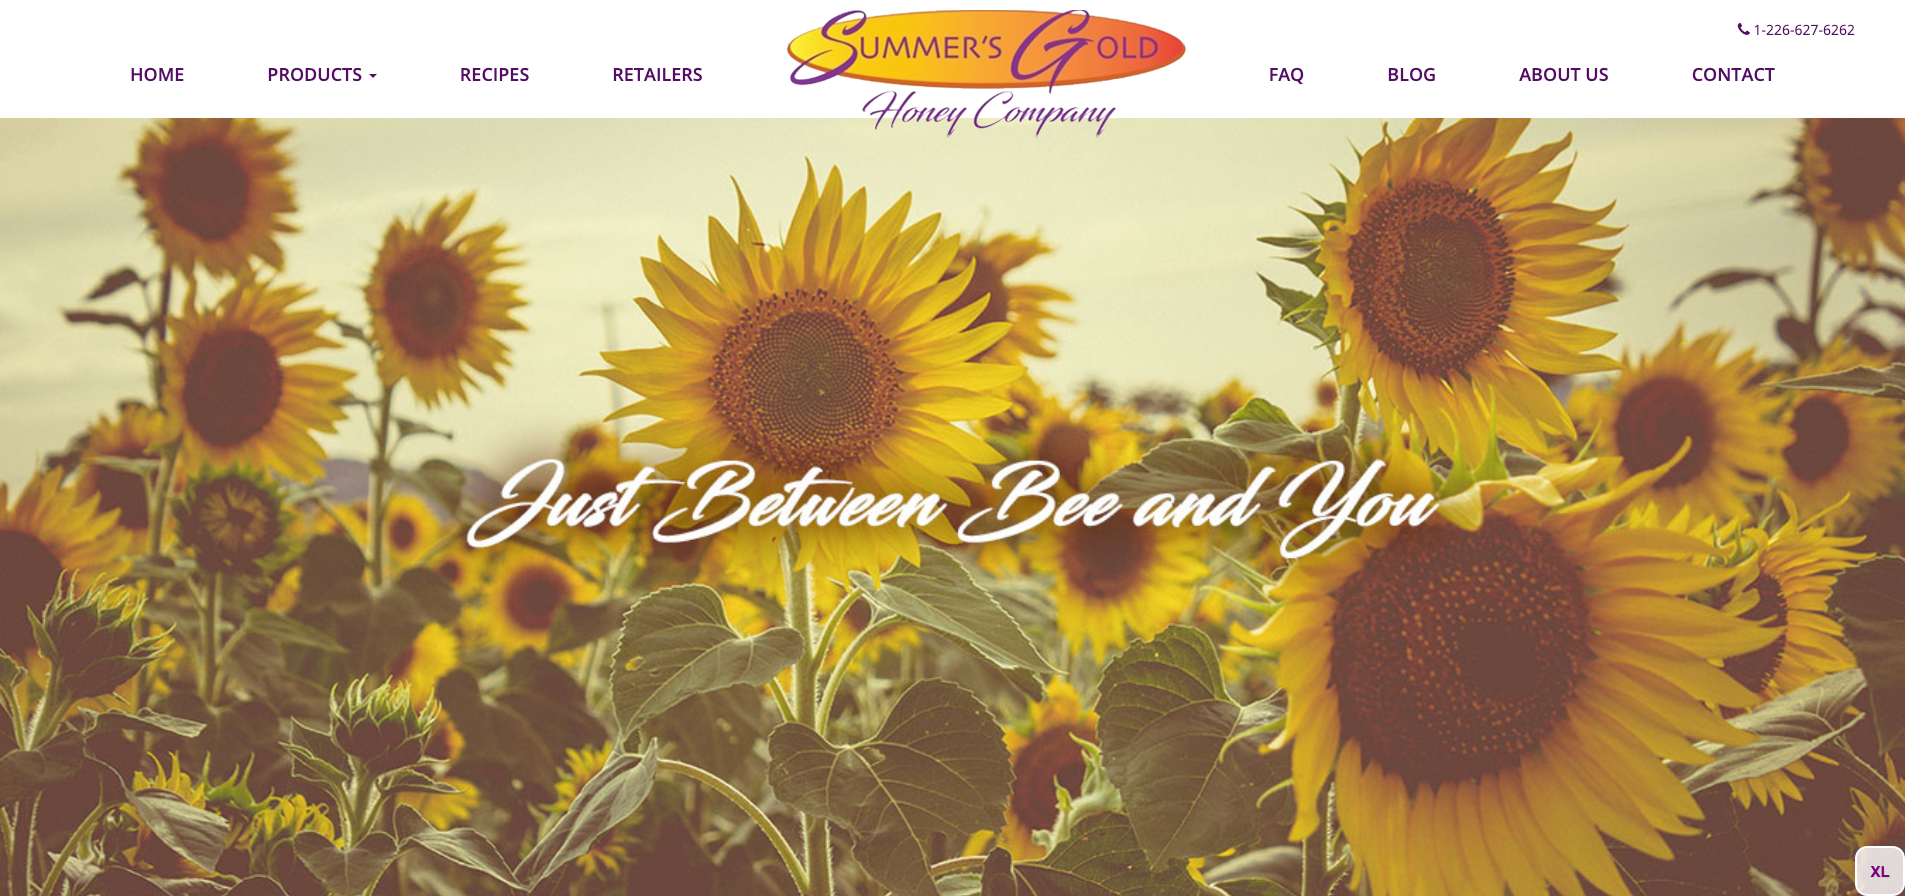 SUMMER'S GOLD
Honey Company
1-226-627-6262
HOME PRODUCTS RECIPES RETAILERS FAQ BLOG ABOUT US CONTACT
Just Between Bee and You
XL